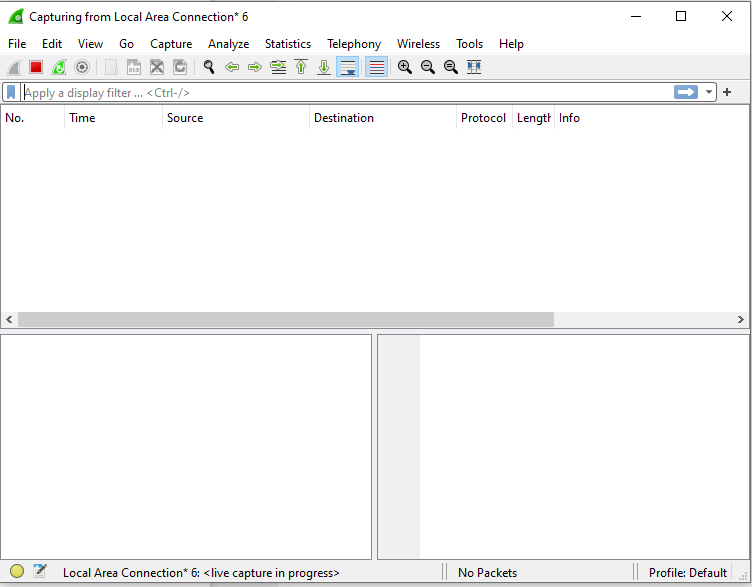 Capturing from Local Area Connection* 6
File Edit View Go Capture Analyze Statistics Telephony Wireless Tools Help
Apply a display filter ... <Ctrl-/>
No. Time Source Destination Protocol Length Info
Local Area Connection* 6: <live capture in progress> No Packets Profile: Default